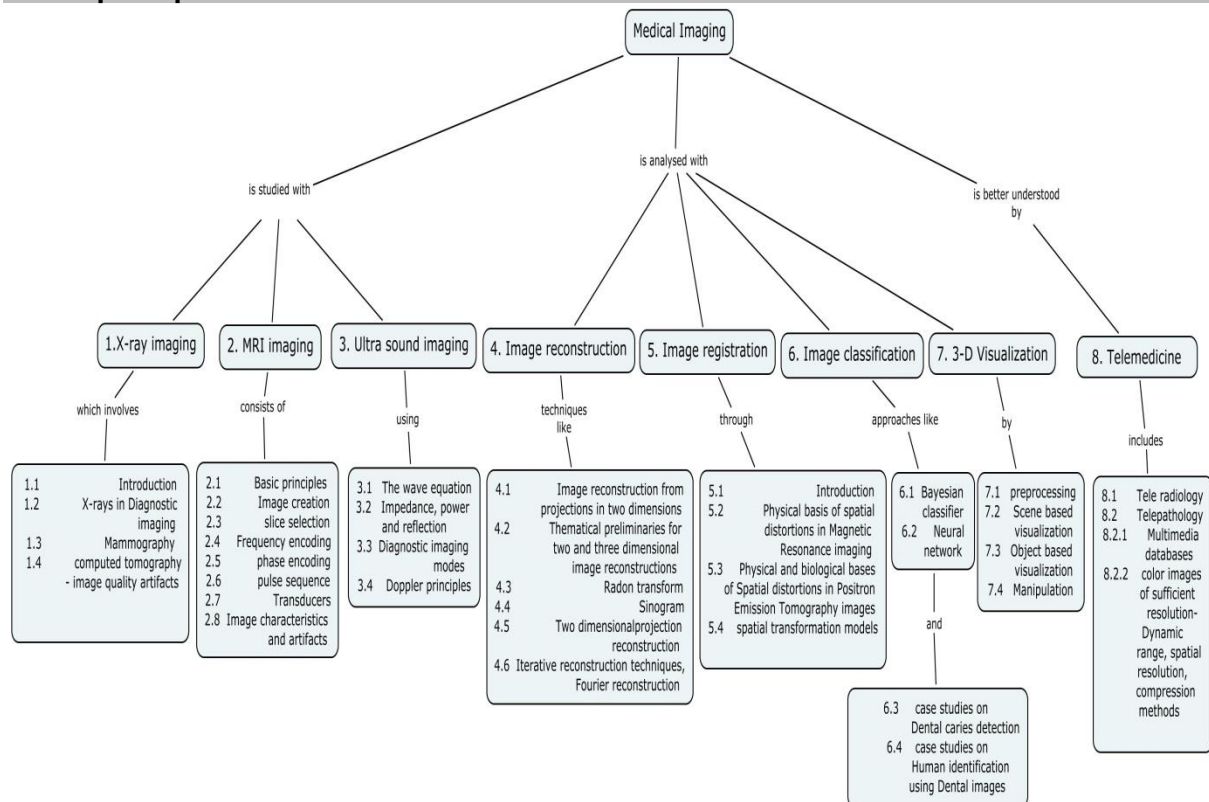 Medical Imaging
is studied with
is analysed with
is better understood
by
1.X-ray imaging
2. MRI imaging
3. Ultra sound imaging
4. Image reconstruction
5. Image registration
6. Image classification
7. 3-D Visualization
8. Telemedicine
which involves
consists of
using
techniques
like
through
approaches like
by
includes
1.1 Introduction
1.2 X-rays in Diagnostic
imaging
1.3 Mammography
1.4 computed tomography
- image quality artifacts
2.1 Basic principles
2.2 Image creation
2.3 slice selection
2.4 Frequency encoding
2.5 phase encoding
2.6 pulse sequence
2.7 Transducers
2.8 Image characteristics
and artifacts
3.1 The wave equation
3.2 Impedance, power
and reflection
3.3 Diagnostic imaging
modes
3.4 Doppler principles
4.1 Image reconstruction from
projections in two dimensions
4.2 Thematical preliminaries for
two and three dimensional
image reconstructions
4.3 Radon transform
4.4 Sinogram
4.5 Two dimensionalprojection
reconstruction
4.6 Iterative reconstruction techniques,
Fourier reconstruction
5.1 Introduction
5.2 Physical basis of spatial
distortions in Magnetic
Resonance imaging
5.3 Physical and biological bases
of Spatial distortions in Positron
Emission Tomography images
5.4 spatial transformation models
6.1 Bayesian
classifier
6.2 Neural
network
and
6.3 case studies on
Dental caries detection
6.4 case studies on
Human identification
using Dental images
7.1 preprocessing
7.2 Scene based
visualization
7.3 Object based
visualization
7.4 Manipulation
8.1 Tele radiology
8.2 Telepathology
8.2.1 Multimedia
databases
8.2.2 color images
of sufficient
resolution-
Dynamic
range, spatial
resolution,
compression
methods